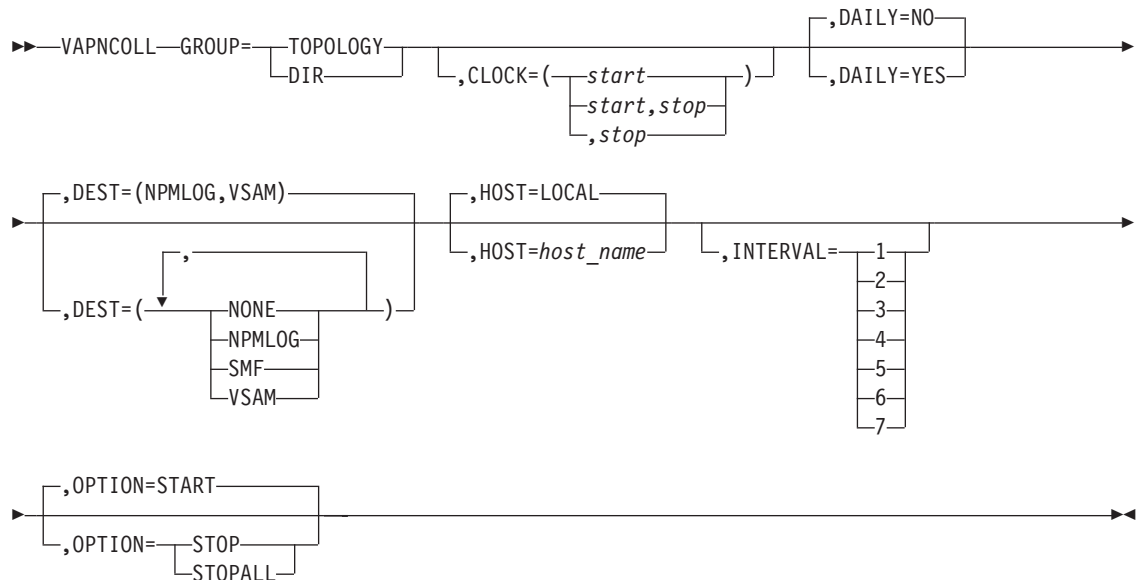 ,DAILY=NO
VAPNCOLL GROUP= TOPOLOGY
DIR
,CLOCK=( start )
start,stop
,stop
,DAILY=YES
,DEST=(NPMLOG,VSAM)
,
,DEST=( NONE )
NPMLOG
SMF
VSAM
,HOST=LOCAL
,HOST=host_name
,INTERVAL= 1
2
3
4
5
6
7
,OPTION=START
,OPTION= STOP
STOPALL